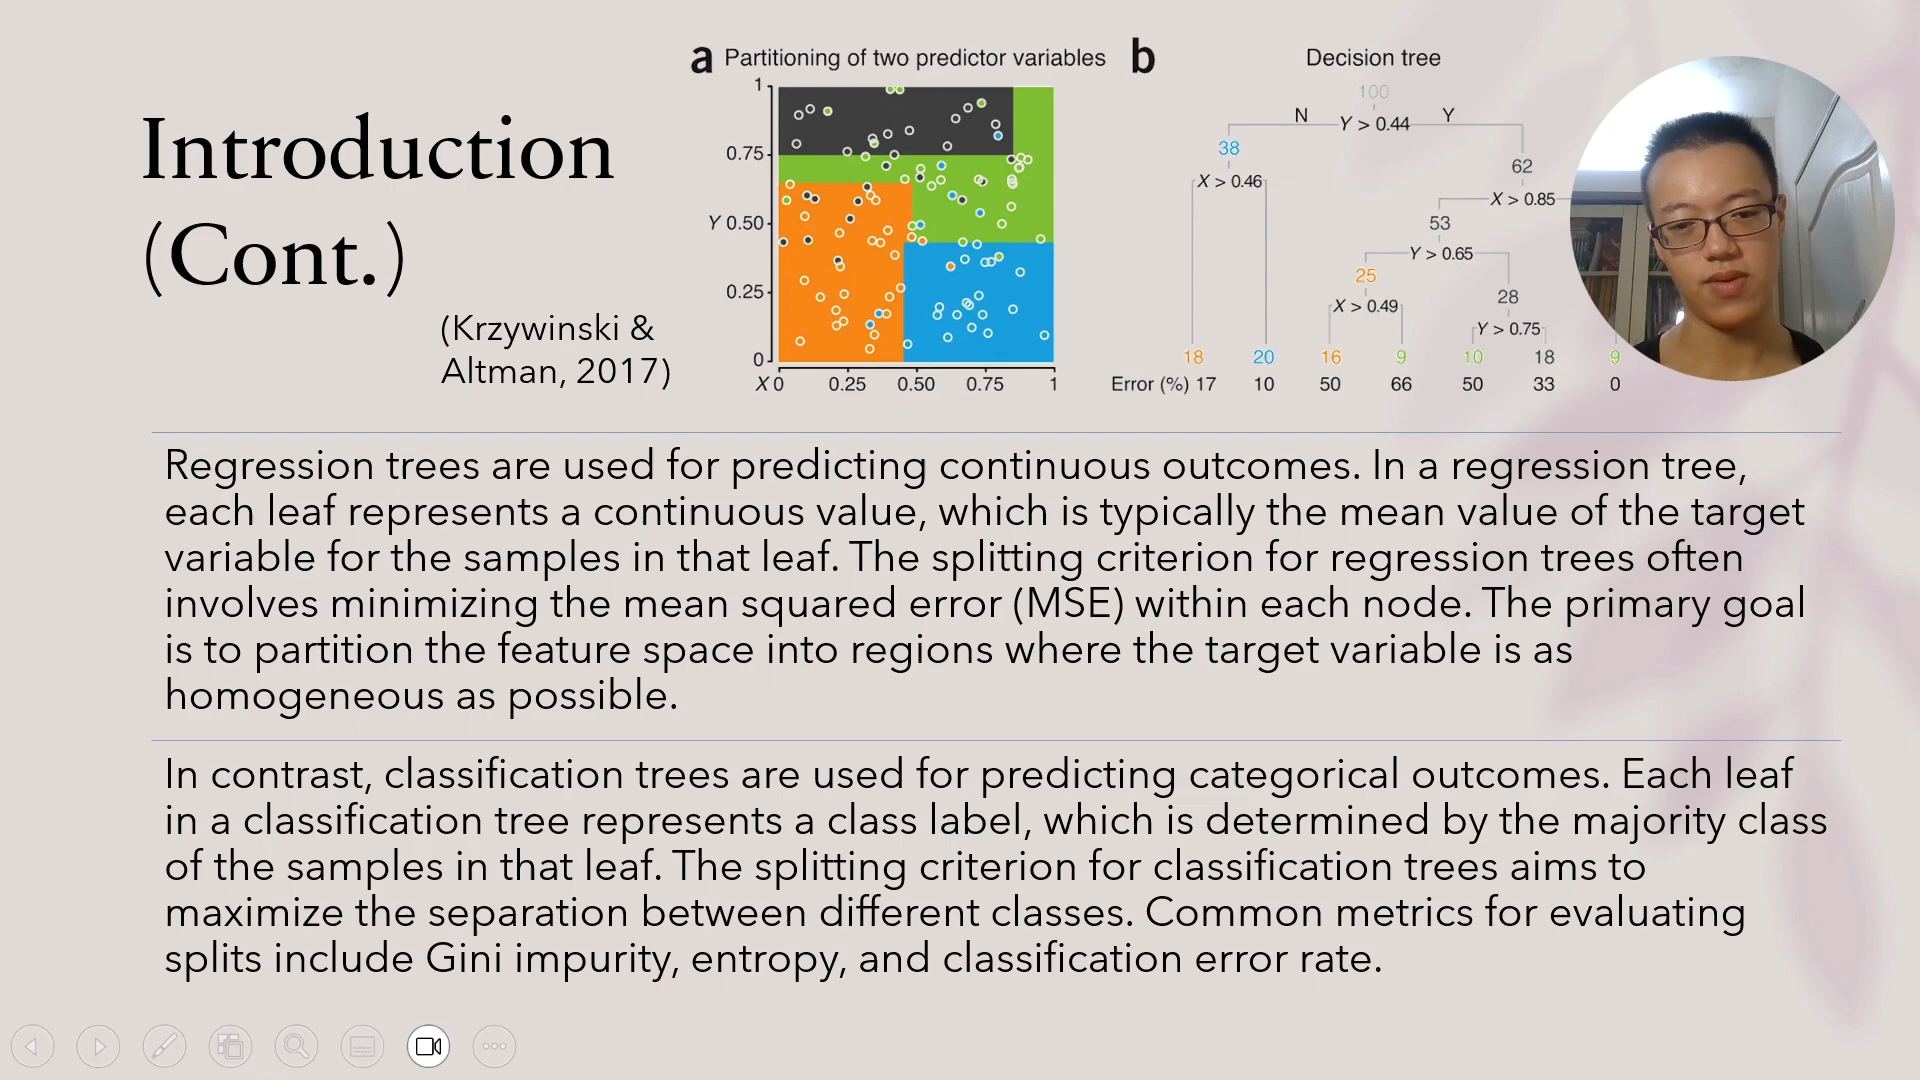 Introduction
(Cont.)
(Krzywinski &
Altman, 2017)
a Partitioning of two predictor variables
1
0.75
Y 0.50
0.25
0
X 0 0.25 0.50 0.75 1
b Decision tree
100
N Y > 0.44 Y
38
62
X > 0.46
X > 0.85
53
Y > 0.65
25
28
X > 0.49
Y > 0.75
18 20 16 9 10 18 9
Error (%) 17 10 50 66 50 33 0
Regression trees are used for predicting continuous outcomes. In a regression tree,
each leaf represents a continuous value, which is typically the mean value of the target
variable for the samples in that leaf. The splitting criterion for regression trees often
involves minimizing the mean squared error (MSE) within each node. The primary goal
is to partition the feature space into regions where the target variable is as
homogeneous as possible.
In contrast, classification trees are used for predicting categorical outcomes. Each leaf
in a classification tree represents a class label, which is determined by the majority class
of the samples in that leaf. The splitting criterion for classification trees aims to
maximize the separation between different classes. Common metrics for evaluating
splits include Gini impurity, entropy, and classification error rate.